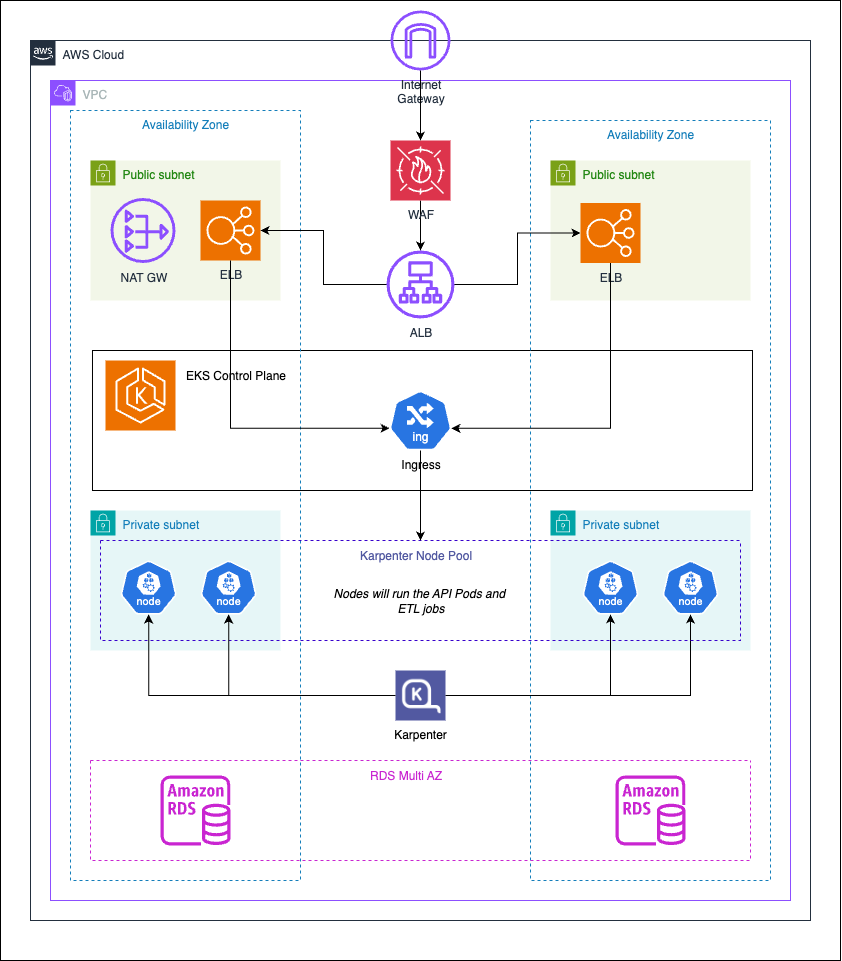 aws
AWS Cloud
Internet
Gateway
VPC
Availability Zone
Availability Zone
Public subnet
Public subnet
WAF
NAT GW
ELB
ELB
ALB
K
EKS Control Plane
ing
Ingress
Private subnet
Private subnet
Karpenter Node Pool
Nodes will run the API Pods and
ETL jobs
node
node
node
node
K
Karpenter
RDS Multi AZ
Amazon
RDS
Amazon
RDS